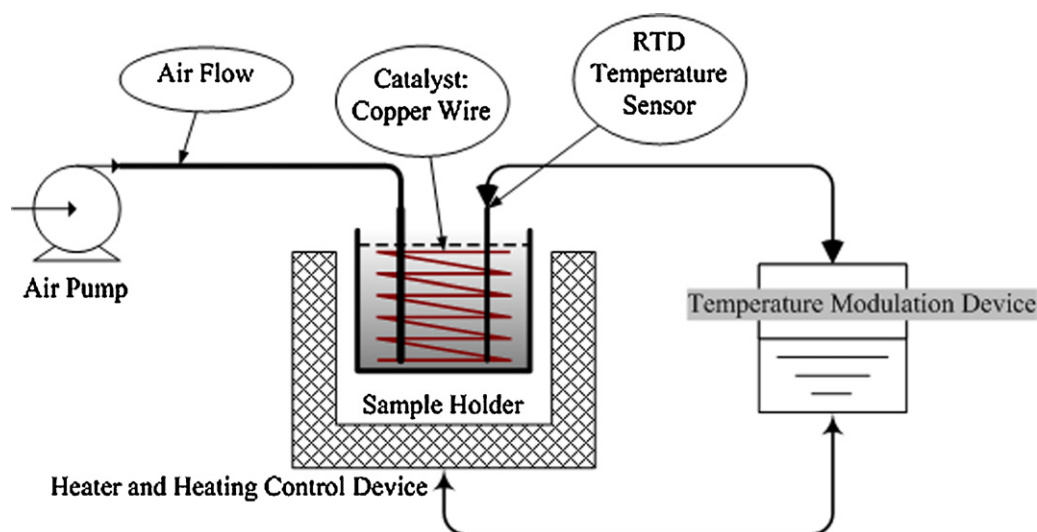 Air Flow
Catalyst:
Copper Wire
RTD
Temperature
Sensor
Air Pump
Temperature Modulation Device
Sample Holder
Heater and Heating Control Device